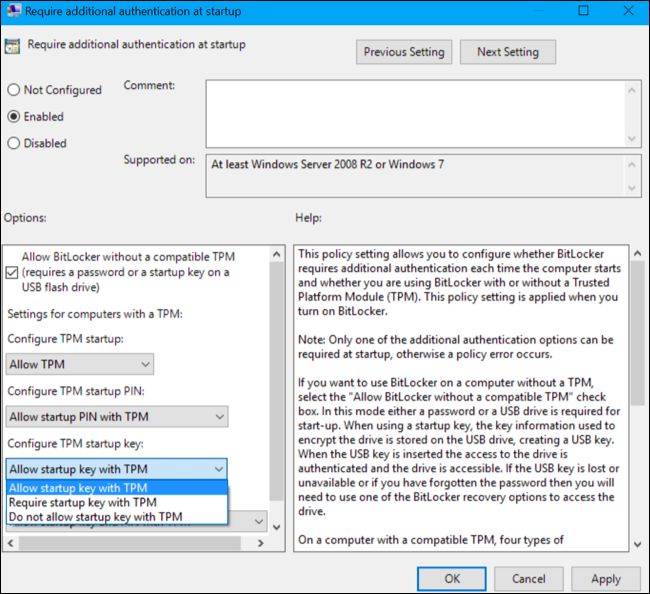 Require additional authentication at startup
Require additional authentication at startup
Previous Setting
Next Setting
Not Configured
Enabled
Disabled
Comment:
Supported on:
At least Windows Server 2008 R2 or Windows 7
Options:
Help:
Allow BitLocker without a compatible TPM
(requires a password or a startup key on a
USB flash drive)
Settings for computers with a TPM:
Configure TPM startup:
Allow TPM
Configure TPM startup PIN:
Allow startup PIN with TPM
Configure TPM startup key:
Allow startup key with TPM
Allow startup key with TPM
Require startup key with TPM
Do not allow startup key with TPM
This policy setting allows you to configure whether BitLocker
requires additional authentication each time the computer starts
and whether you are using BitLocker with or without a Trusted
Platform Module (TPM). This policy setting is applied when you
turn on BitLocker.
Note: Only one of the additional authentication options can be
required at startup, otherwise a policy error occurs.
If you want to use BitLocker on a computer without a TPM,
select the "Allow BitLocker without a compatible TPM" check
box. In this mode either a password or a USB drive is required for
start-up. When using a startup key, the key information used to
encrypt the drive is stored on the USB drive, creating a USB key.
When the USB key is inserted the access to the drive is
authenticated and the drive is accessible. If the USB key is lost or
unavailable or if you have forgotten the password then you will
need to use one of the BitLocker recovery options to access the
drive.
On a computer with a compatible TPM, four types of
OK
Cancel
Apply